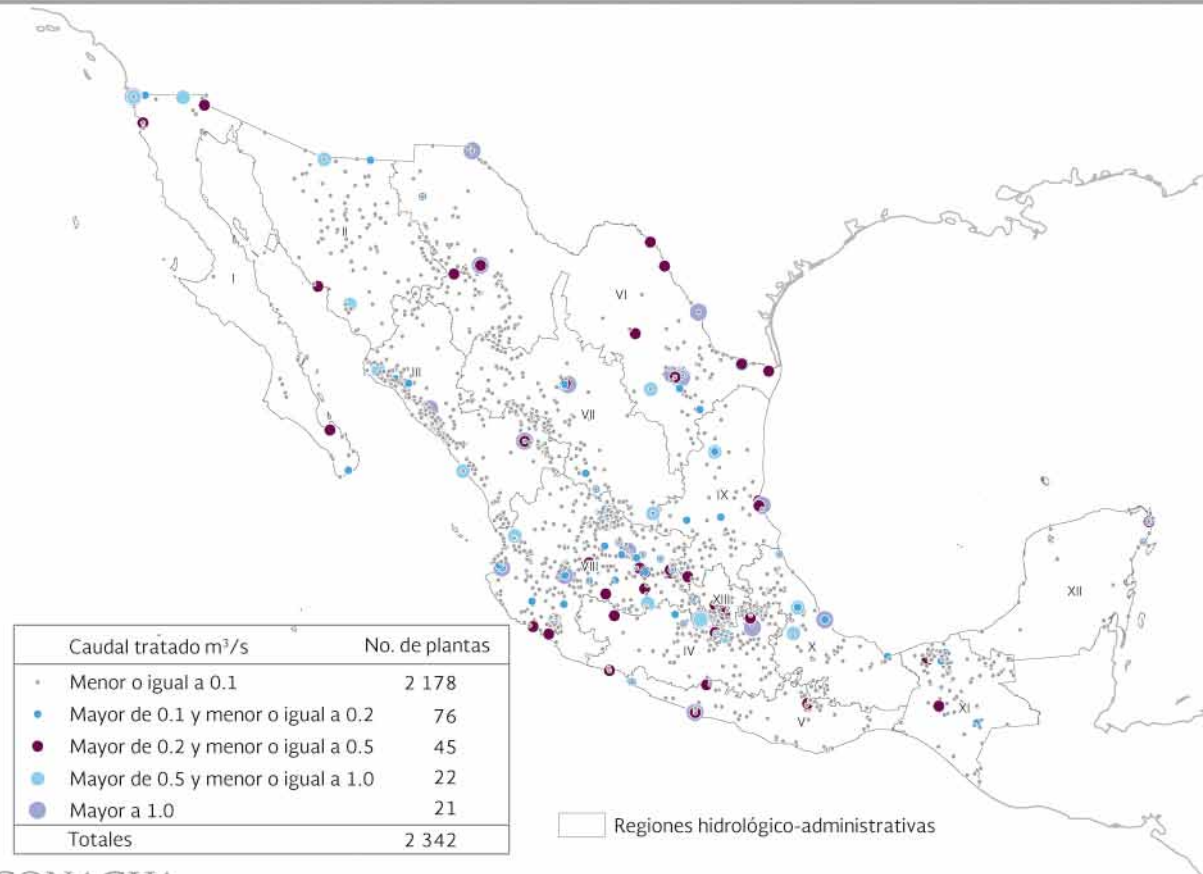 II
I
VI
III
VII
IX
VIII
XII
XIII
X
IV
XI
V
Caudal tratado m³/s No. de plantas
Menor o igual a 0.1 2 178
Mayor de 0.1 y menor o igual a 0.2 76
Mayor de 0.2 y menor o igual a 0.5 45
Mayor de 0.5 y menor o igual a 1.0 22
Mayor a 1.0 21
Totales 2 342
Regiones hidrológico-administrativas